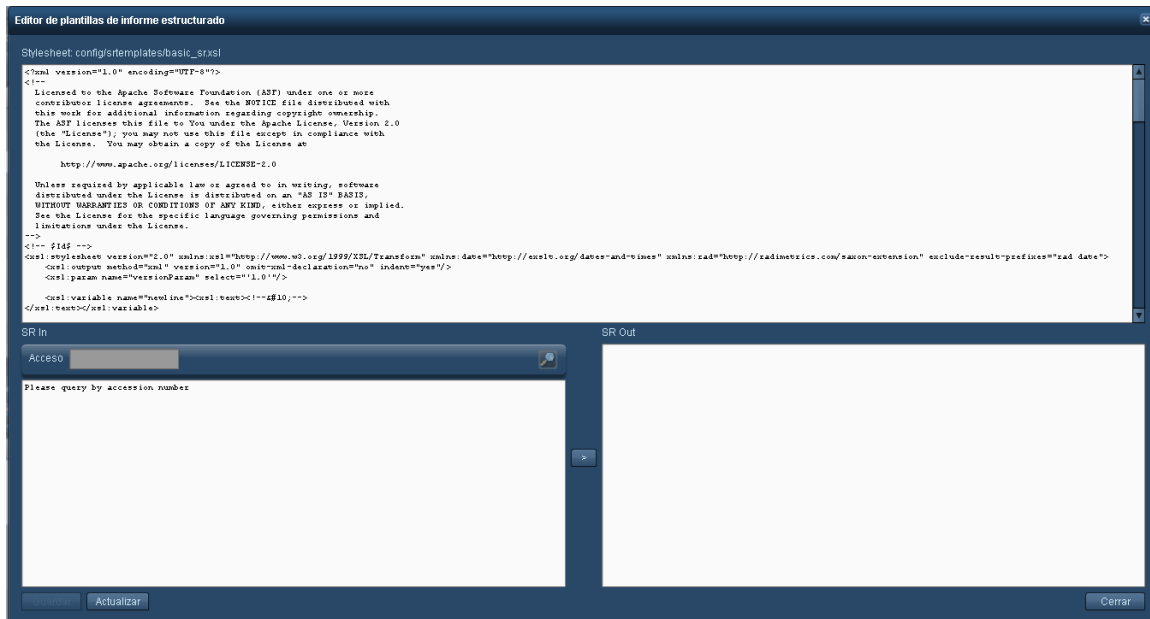 Editor de plantillas de informe estructurado
Stylesheet: config/srtemplates/basic_sr.xsl
<?xml version="1.0" encoding="UTF-8"?>
<!--
Licensed to the Apache Software Foundation (ASF) under one or more
contributor license agreements.  See the NOTICE file distributed with
this work for additional information regarding copyright ownership.
The ASF licenses this file to You under the Apache License, Version 2.0
(the "License"); you may not use this file except in compliance with
the License.  You may obtain a copy of the License at
http://www.apache.org/licenses/LICENSE-2.0
Unless required by applicable law or agreed to in writing, software
distributed under the License is distributed on an "AS IS" BASIS,
WITHOUT WARRANTIES OR CONDITIONS OF ANY KIND, either express or implied.
See the License for the specific language governing permissions and
limitations under the License.
-->
<!-- $Id$ -->
<xsl:stylesheet version="2.0" xmlns:xsl="http://www.w3.org/1999/XSL/Transform" xmlns:date="http://exslt.org/dates-and-times" xmlns:rad="http://radimetrics.com/saxon-extension" exclude-result-prefixes="rad date">
<xsl:output method="xml" version="1.0" omit-xml-declaration="no" indent="yes"/>
<xsl:param name="versionParam" select="'1.0'"/>
<xsl:variable name="newline"><xsl:text><!--&#10;-->
</xsl:text></xsl:variable>
SR In
SR Out
Acceso
Please query by accession number
>
Guardar
Actualizar
Cerrar